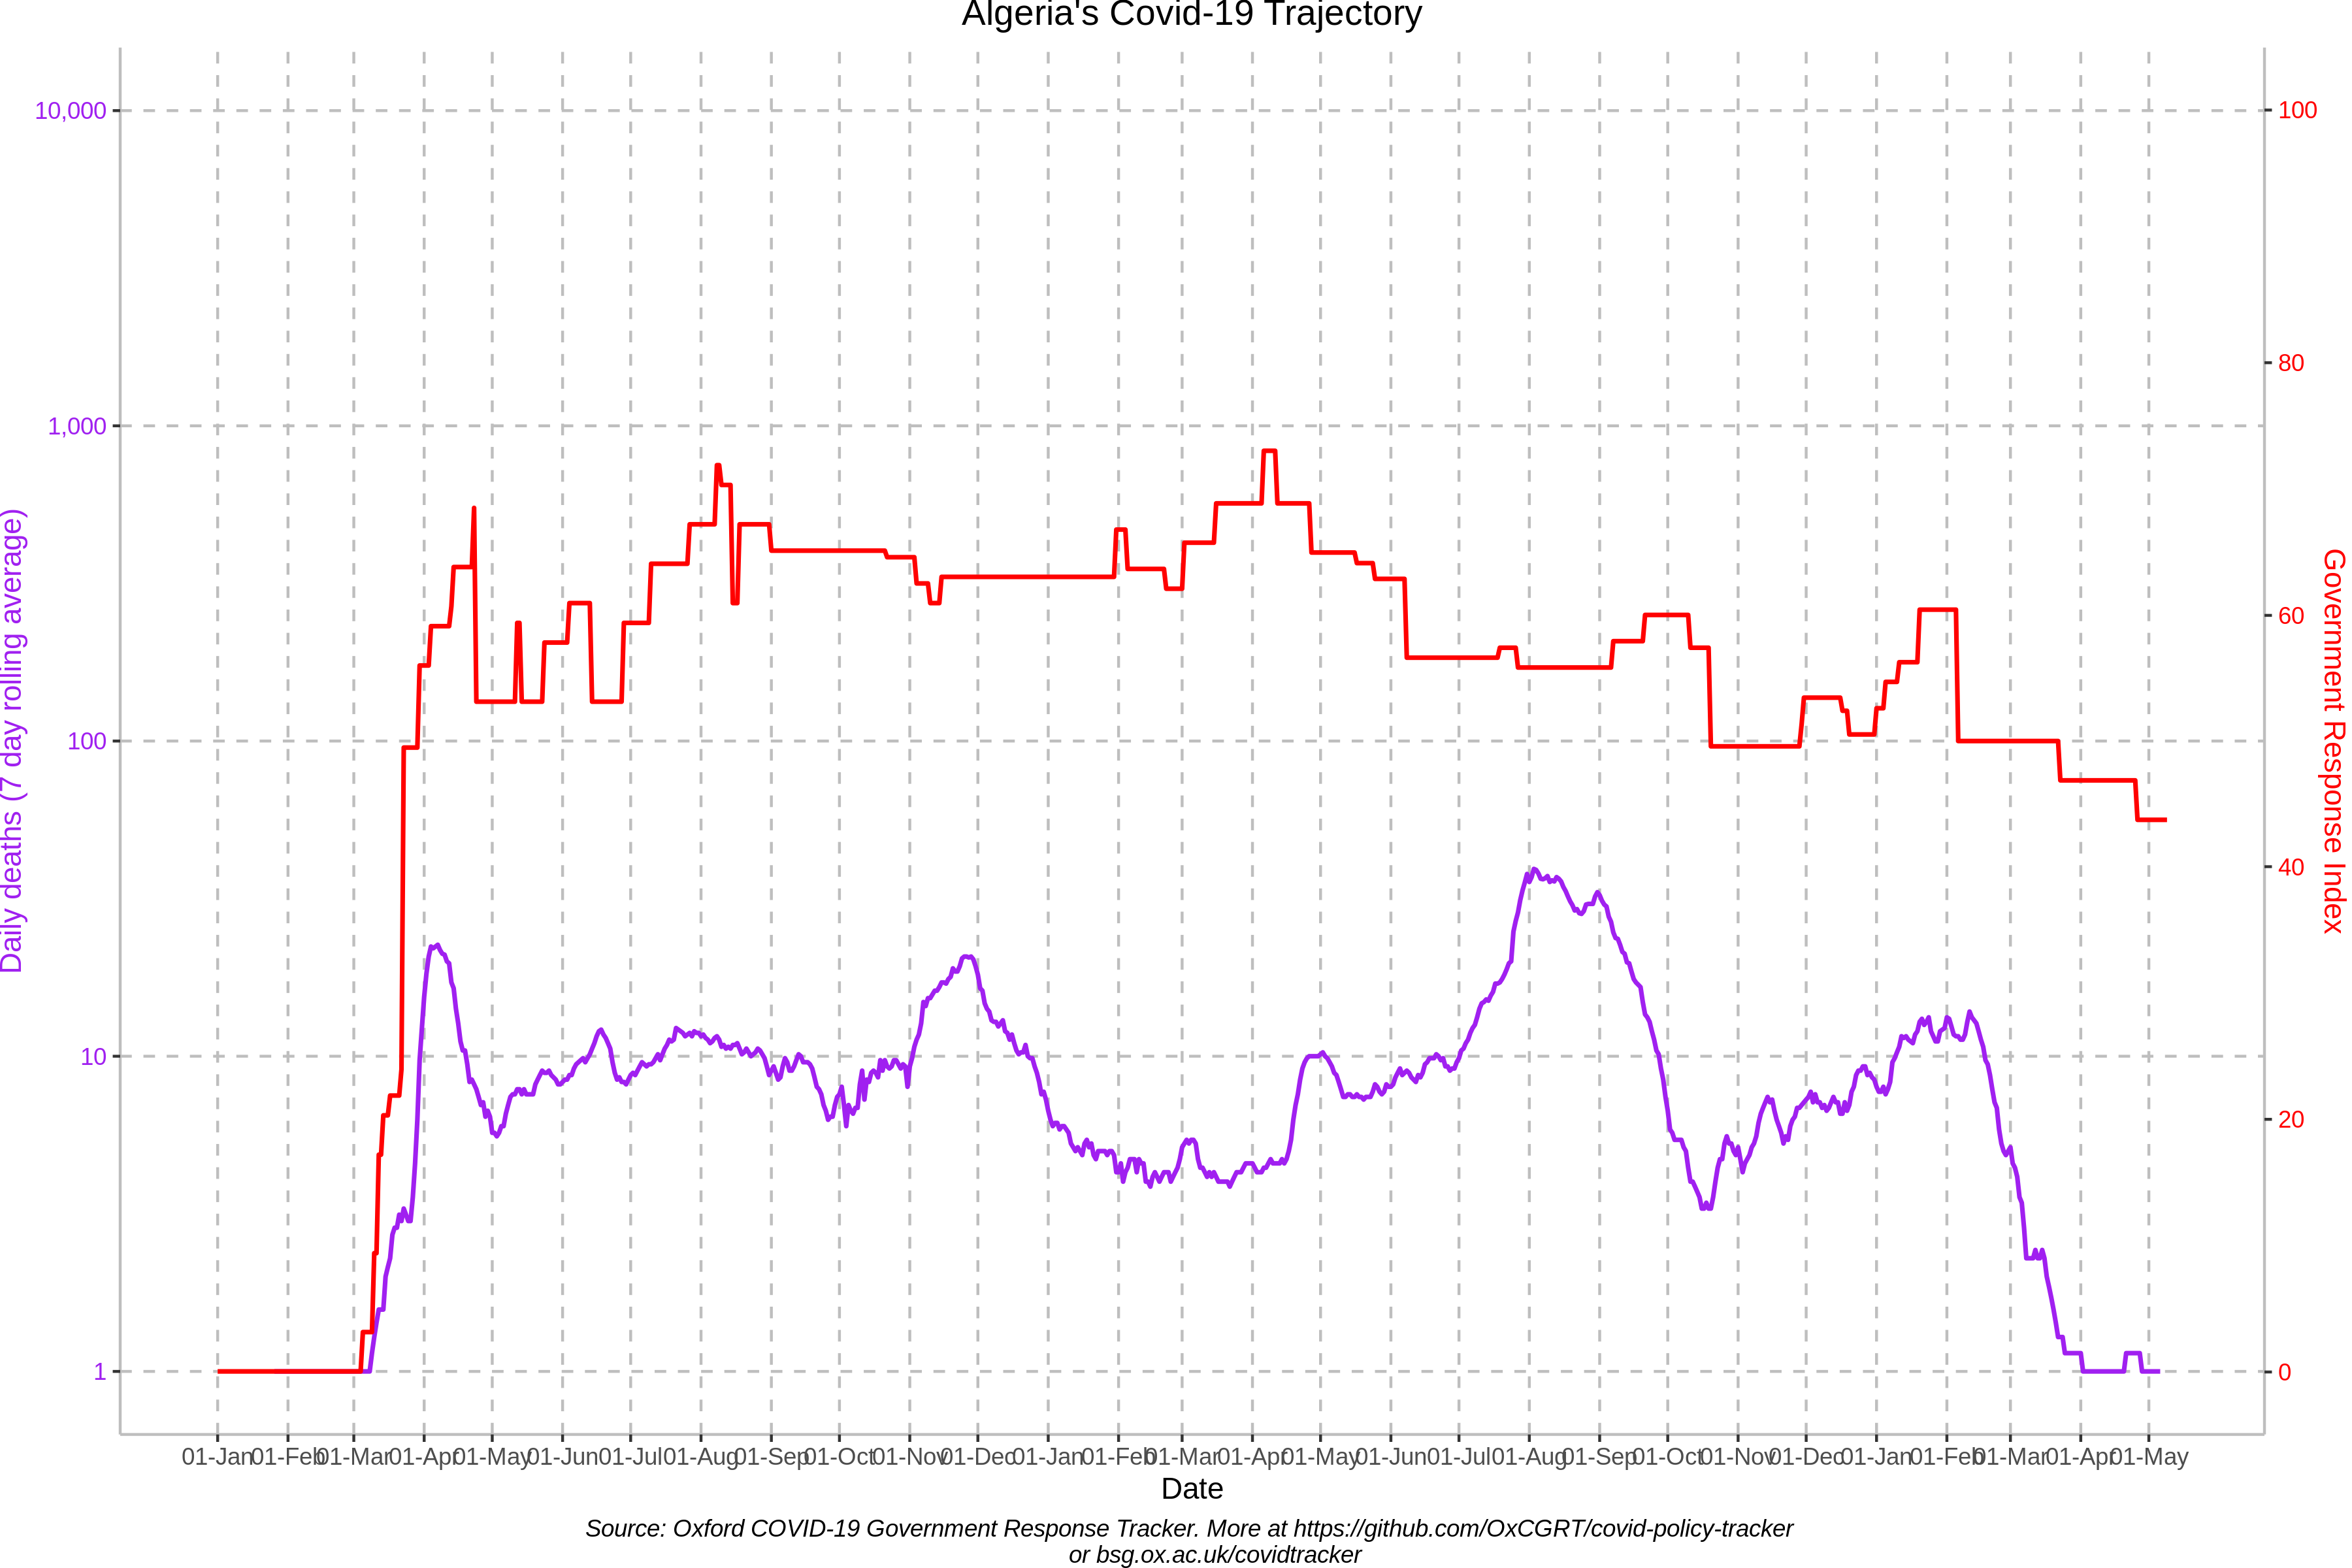 Algeria's Covid-19 Trajectory
10,000
1,000
100
10
1
Daily deaths (7 day rolling average)
100
80
60
40
20
0
Government Response Index
01-Jan 01-Feb 01-Mar 01-Apr 01-May 01-Jun 01-Jul 01-Aug 01-Sep 01-Oct 01-Nov 01-Dec 01-Jan 01-Feb 01-Mar 01-Apr 01-May 01-Jun 01-Jul 01-Aug 01-Sep 01-Oct 01-Nov 01-Dec 01-Jan 01-Feb 01-Mar 01-Apr 01-May
Date
Source: Oxford COVID-19 Government Response Tracker. More at https://github.com/OxCGRT/covid-policy-tracker
or bsg.ox.ac.uk/covidtracker